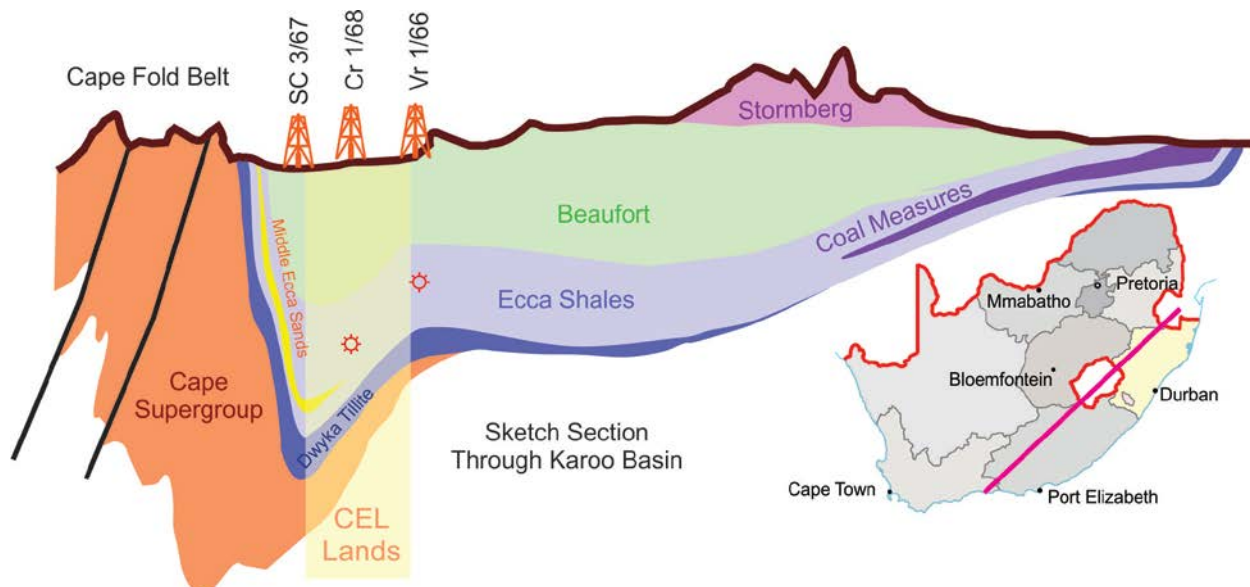 Cape Fold Belt
SC 3/67
Cr 1/68
Vr 1/66
Stormberg
Beaufort
Coal Measures
Middle Ecca Sands
Ecca Shales
Cape
Supergroup
Dwyka Tillite
CEL
Lands
Sketch Section
Through Karoo Basin
Pretoria
Mmabatho
Bloemfontein
Durban
Cape Town
Port Elizabeth